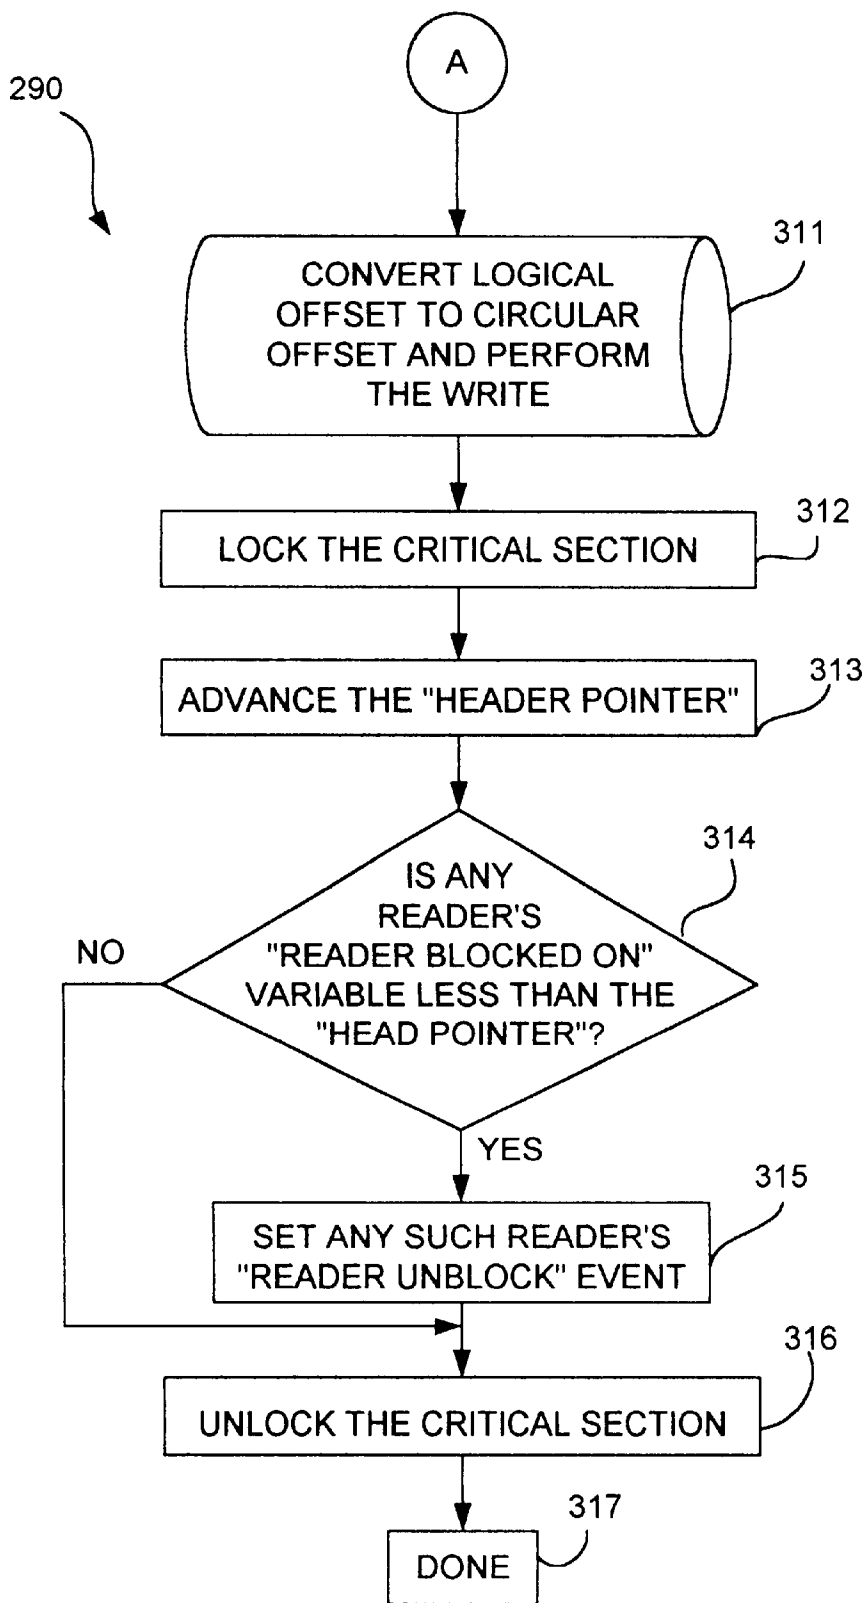 A
290
311
CONVERT LOGICAL
OFFSET TO CIRCULAR
OFFSET AND PERFORM
THE WRITE
312
LOCK THE CRITICAL SECTION
313
ADVANCE THE "HEADER POINTER"
314
IS ANY
READER'S
"READER BLOCKED ON"
VARIABLE LESS THAN THE
"HEAD POINTER"?
NO
YES
315
SET ANY SUCH READER'S
"READER UNBLOCK" EVENT
316
UNLOCK THE CRITICAL SECTION
317
DONE